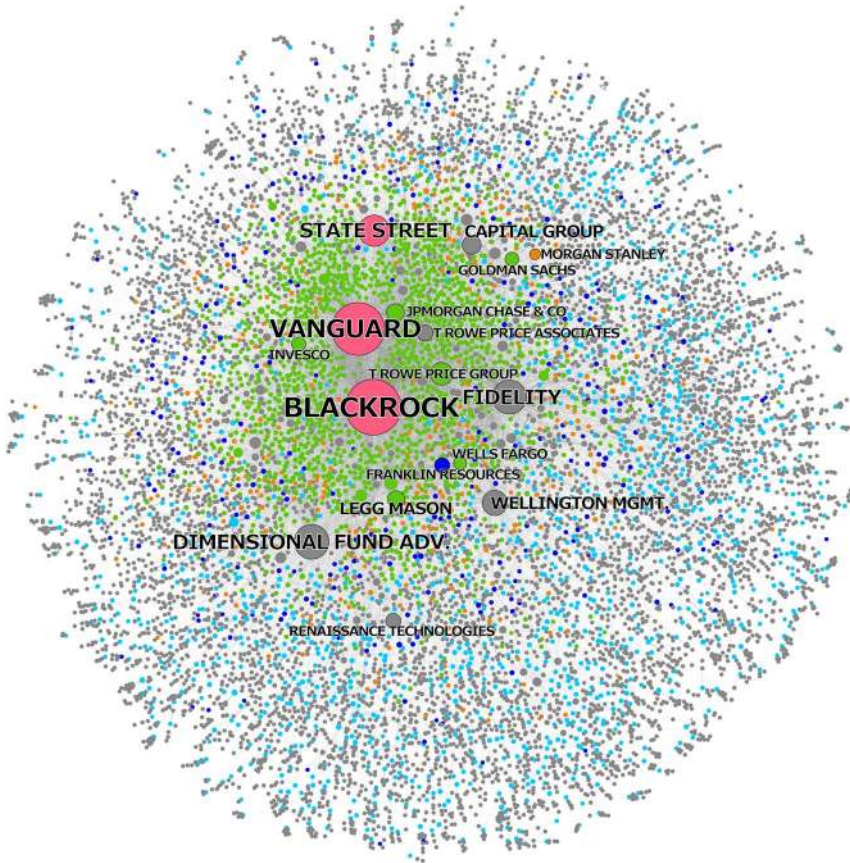 STATE STREET
CAPITAL GROUP
MORGAN STANLEY
GOLDMAN SACHS
JPMORGAN CHASE & CO
VANGUARD
T ROWE PRICE ASSOCIATES
INVESCO
T ROWE PRICE GROUP
FIDELITY
BLACKROCK
WELLS FARGO
FRANKLIN RESOURCES
WELLINGTON MGMT.
LEGG MASON
DIMENSIONAL FUND ADV.
RENAISSANCE TECHNOLOGIES